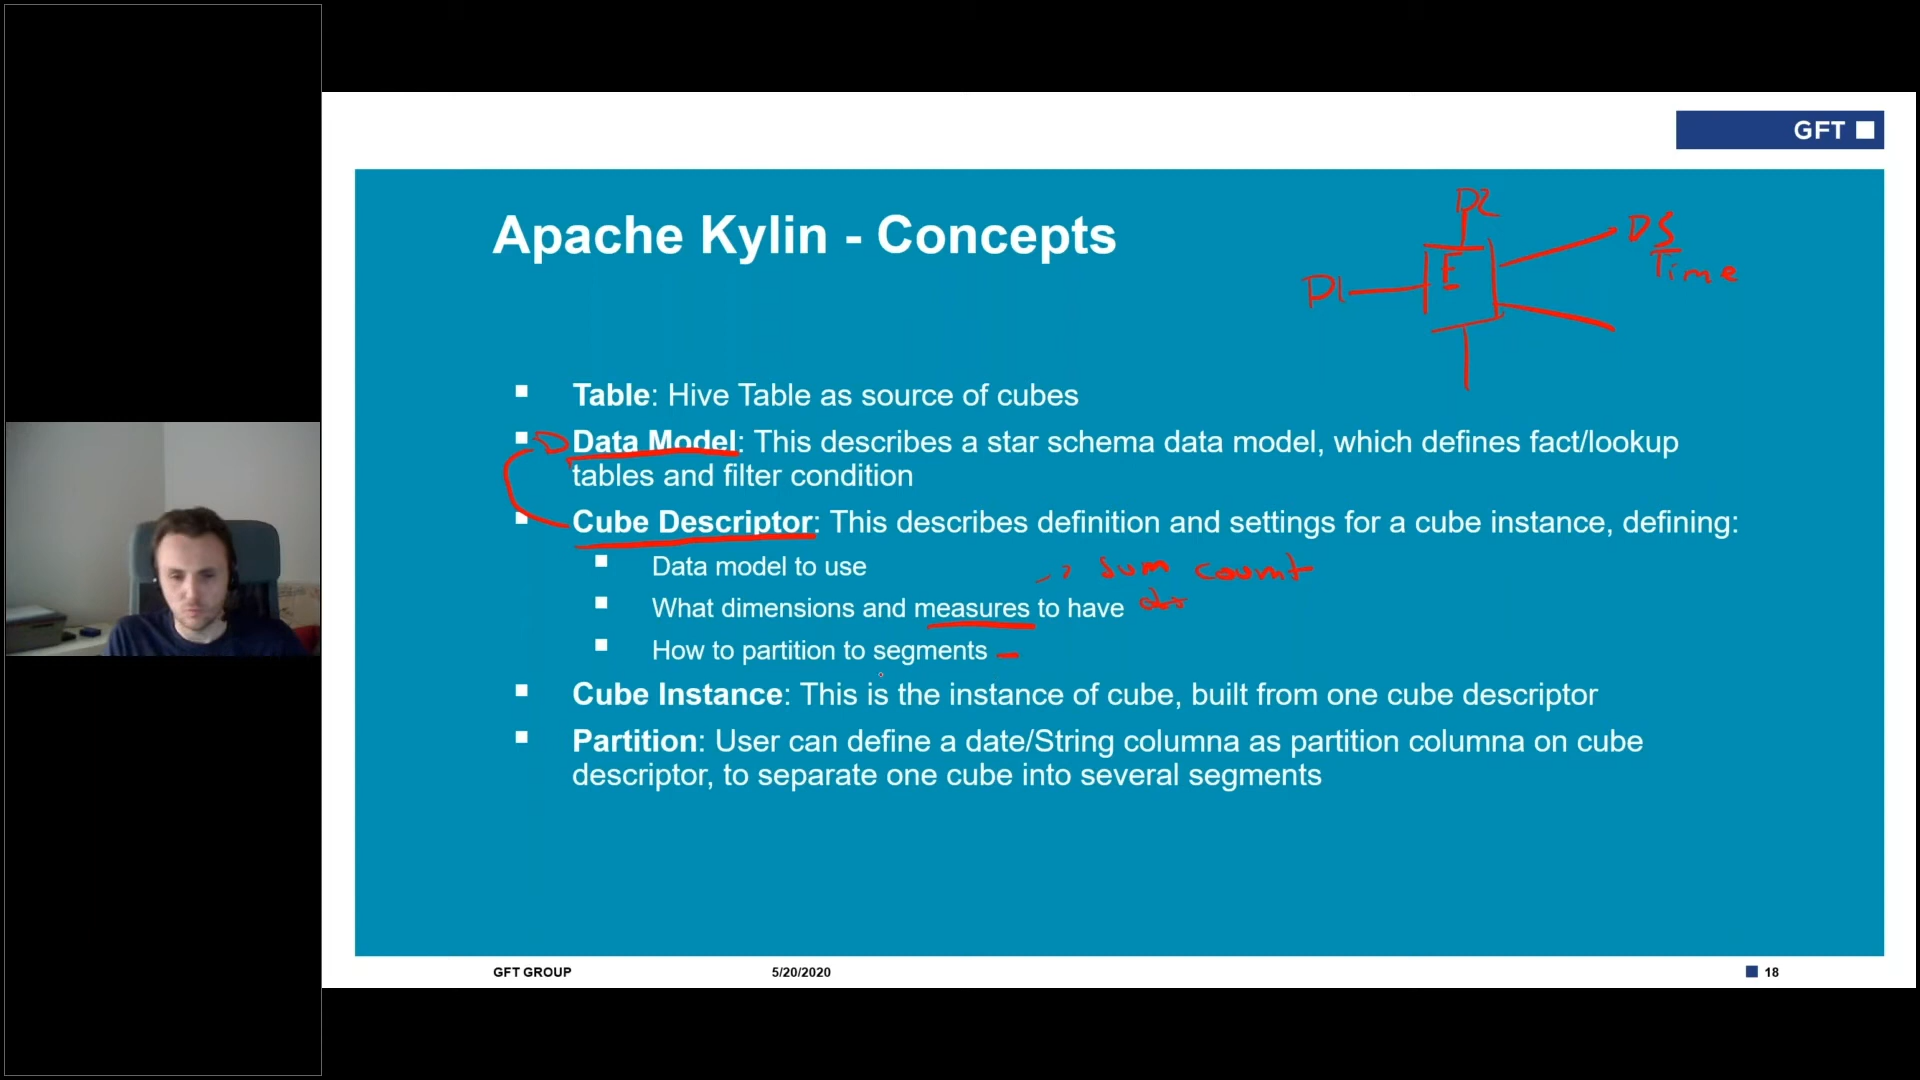 GFT
Apache Kylin - Concepts
D2
D1
F
DS
Time
Table: Hive Table as source of cubes
Data Model: This describes a star schema data model, which defines fact/lookup
tables and filter condition
Cube Descriptor: This describes definition and settings for a cube instance, defining:
Data model to use
sum count
What dimensions and measures to have
How to partition to segments
Cube Instance: This is the instance of cube, built from one cube descriptor
Partition: User can define a date/String columna as partition columna on cube
descriptor, to separate one cube into several segments
GFT GROUP
5/20/2020
18